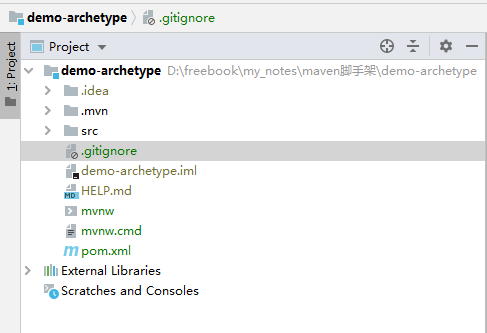 demo-archetype .gitignore
1: Project
Project
demo-archetype D:\freebook\my_notes\maven脚手架\demo-archetype
.idea
.mvn
src
.gitignore
demo-archetype.iml
MD HELP.md
mvnw
mvnw.cmd
m pom.xml
External Libraries
Scratches and Consoles